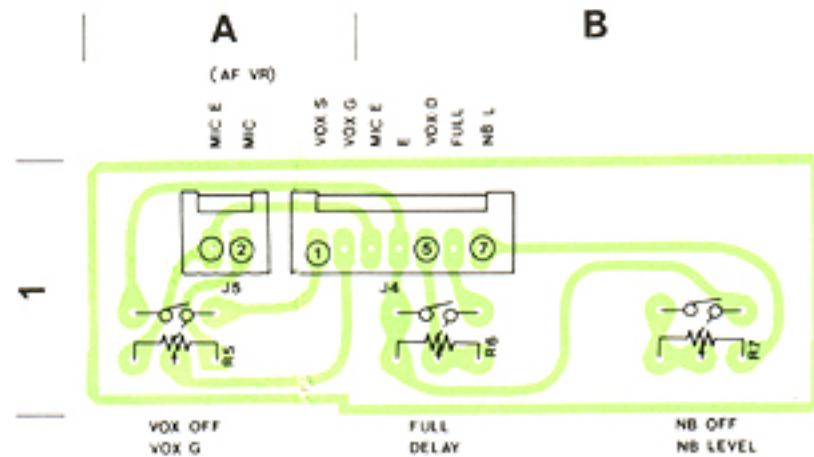 A
B
(AF VR)
MIC E
MIC
VOX S
VOX G
MIC E
E
VOX D
FULL
NB L
1
2
1
5
7
J5
J4
R5
R6
R7
VOX OFF
VOX G
FULL
DELAY
NB OFF
NB LEVEL